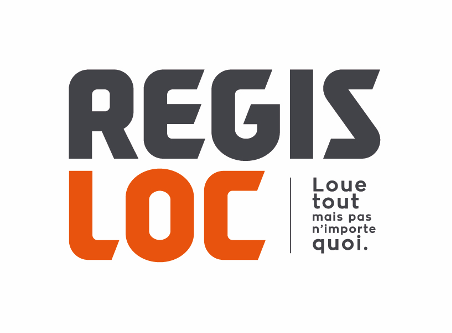 REGIS
LOC
Loue
tout
mais pas
n'importe
quoi.